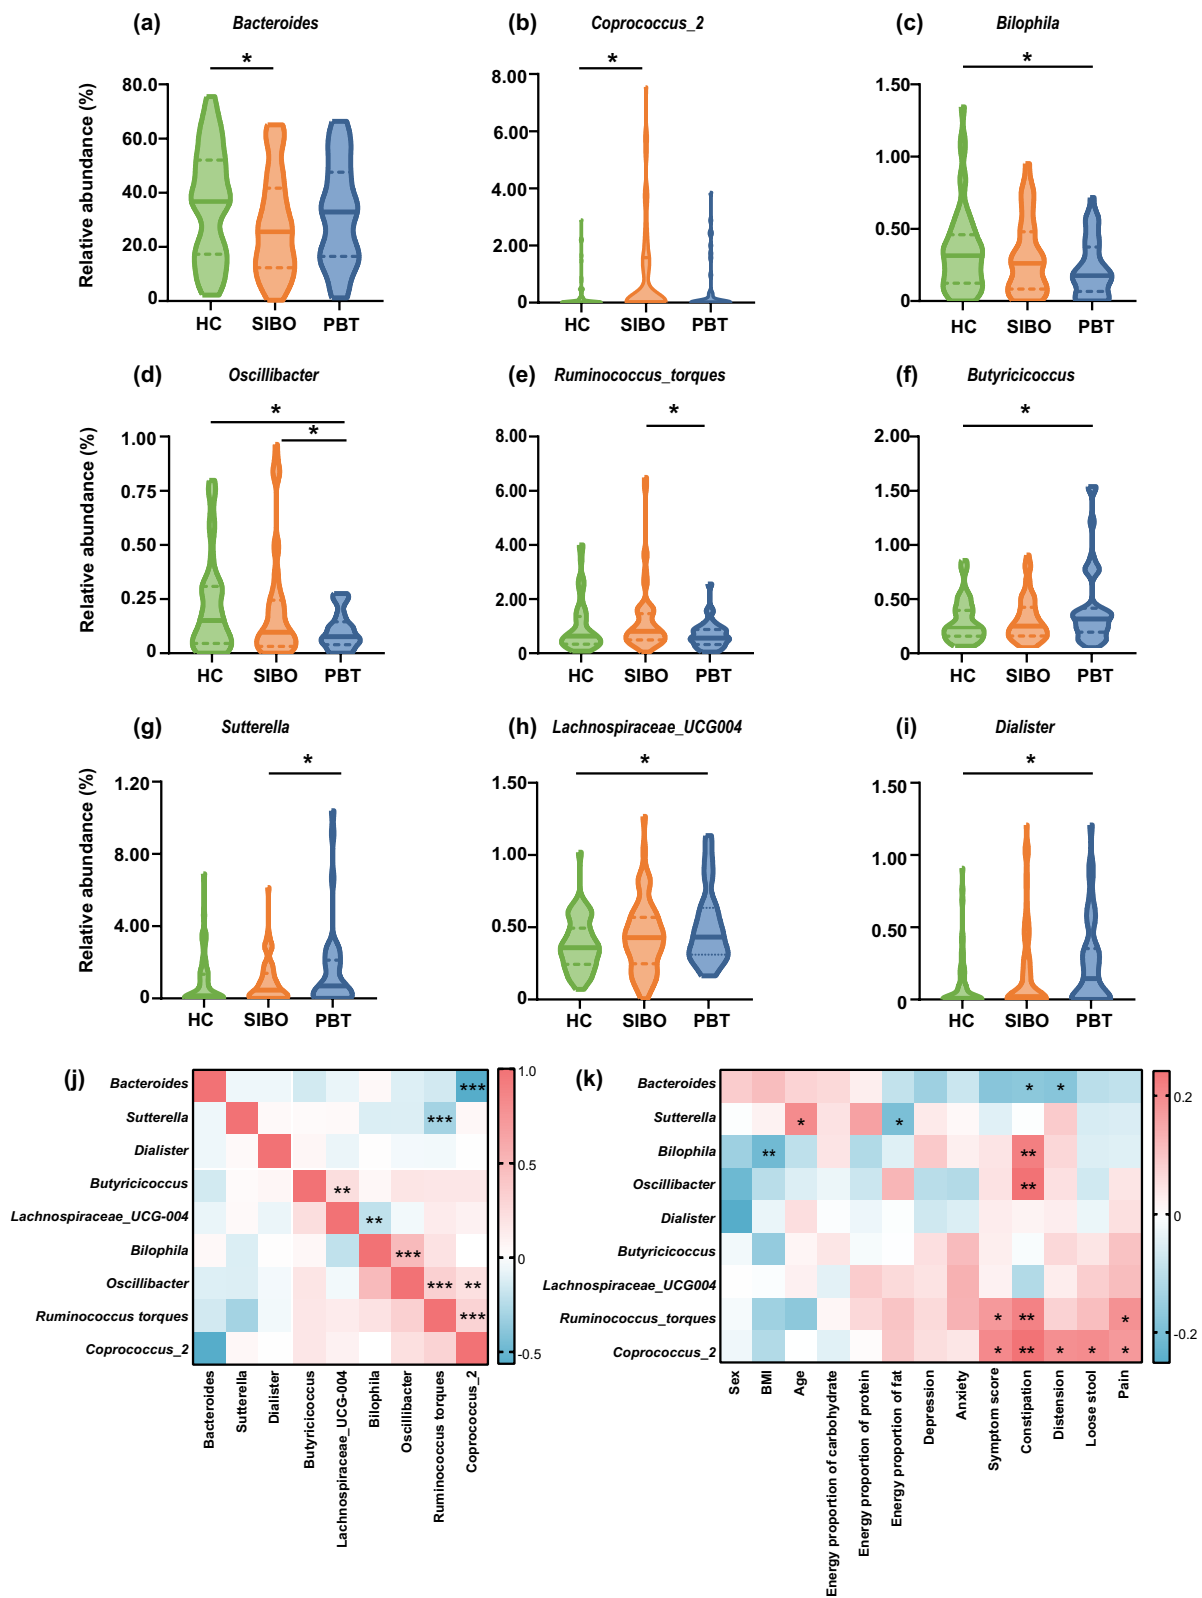 (a) Bacteroides
*
Relative abundance (%)
80.0
60.0
40.0
20.0
0
HC SIBO PBT
(b) Coprococcus_2
*
8.00
6.00
4.00
2.00
0
HC SIBO PBT
(c) Bilophila
*
1.50
1.00
0.50
0
HC SIBO PBT
(d) Oscillibacter
*
*
Relative abundance (%)
1.00
0.75
0.50
0.25
0
HC SIBO PBT
(e) Ruminococcus_torques
*
8.00
6.00
4.00
2.00
1.00
0
HC SIBO PBT
(f) Butyricicoccus
*
2.00
1.50
1.00
0.50
0
HC SIBO PBT
(g) Sutterella
*
Relative abundance (%)
1.20
8.00
4.00
0
HC SIBO PBT
(h) Lachnospiraceae_UCG004
*
1.50
1.00
0.50
0
HC SIBO PBT
(i) Dialister
*
1.50
1.00
0.50
0
HC SIBO PBT
(j)
Bacteroides ***
Sutterella ***
Dialister
Butyricicoccus **
Lachnospiraceae_UCG-004 **
Bilophila ***
Oscillibacter *** **
Ruminococcus torques ***
Coprococcus_2
1.0
0.5
0
-0.5
Bacteroides
Sutterella
Dialister
Butyricicoccus
Lachnospiraceae_UCG-004
Bilophila
Oscillibacter
Ruminococcus torques
Coprococcus_2
(k)
Bacteroides * *
Sutterella * *
Bilophila ** **
Oscillibacter **
Dialister
Butyricicoccus
Lachnospiraceae_UCG004
Ruminococcus_torques * ** *
Coprococcus_2 * ** * * *
0.2
0
-0.2
Sex
BMI
Age
Energy proportion of carbohydrate
Energy proportion of protein
Energy proportion of fat
Depression
Anxiety
Symptom score
Constipation
Distension
Loose stool
Pain